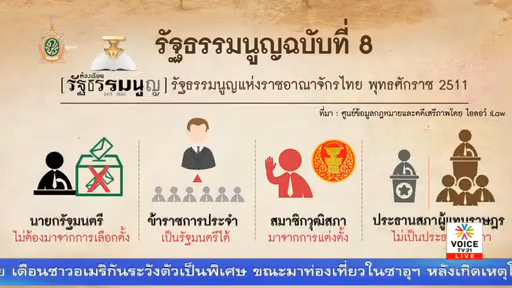 รัฐธรรมนูญฉบับที่ 8
ห้องเรียน
รัฐธรรมนูญ
รัฐธรรมนูญแห่งราชอาณาจักรไทย พุทธศักราช 2511
ที่มา : ศูนย์ข้อมูลกฎหมายและคดีเสรีภาพโดย ไอลอว์ iLaw
นายกรัฐมนตรี
ไม่ต้องมาจากการเลือกตั้ง
ข้าราชการประจำ
เป็นรัฐมนตรีได้
สมาชิกวุฒิสภา
มาจากการแต่งตั้ง
ประธานสภาผู้แทนราษฎร
ไม่เป็นประธ
VOICE
TV 21
LIVE
ย เตือนชาวอเมริกันระวังตัวเป็นพิเศษ ขณะมาท่องเที่ยวในซาอุฯ หลังเกิดเหตุโ